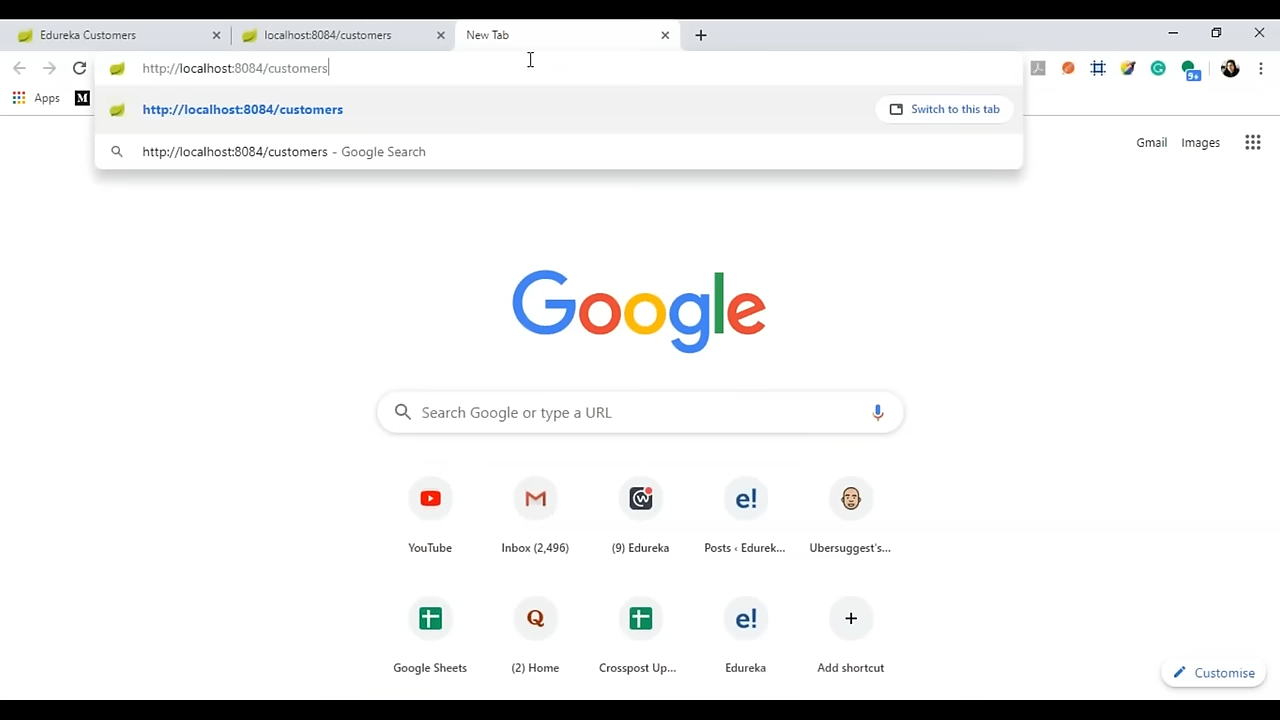 Edureka Customers
localhost:8084/customers
New Tab
http://localhost:8084/customers
9+
Apps
M
http://localhost:8084/customers
Switch to this tab
http://localhost:8084/customers - Google Search
Gmail
Images
Google
Search Google or type a URL
e!
YouTube
Inbox (2,496)
(9) Edureka
Posts ‹ Edurek...
Ubersuggest's...
Q
e!
Google Sheets
(2) Home
Crosspost Up...
Edureka
Add shortcut
Customise